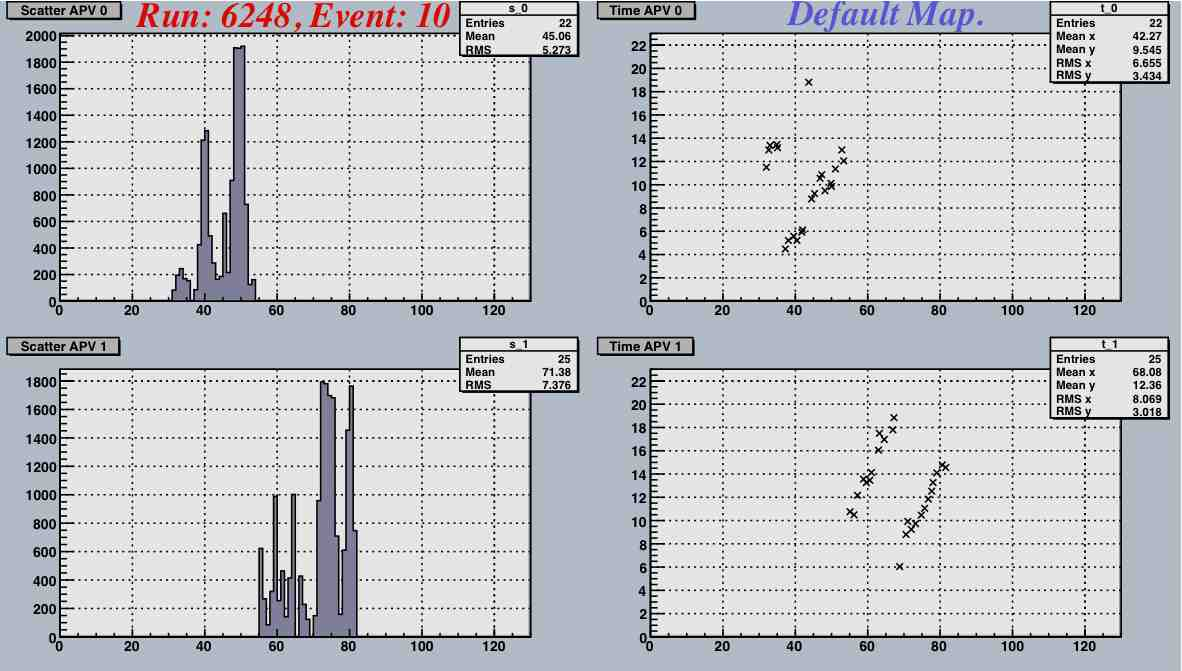 Scatter APV 0
Run: 6248, Event: 10
s_0
Entries 22
Mean 45.06
RMS 5.273
2000
1800
1600
1400
1200
1000
800
600
400
200
0
0 20 40 60 80 100 120
Time APV 0
Default Map.
t_0
Entries 22
Mean x 42.27
Mean y 9.545
RMS x 6.655
RMS y 3.434
22
20
18
16
14
12
10
8
6
4
2
0
0 20 40 60 80 100 120
Scatter APV 1
s_1
Entries 25
Mean 71.38
RMS 7.376
1800
1600
1400
1200
1000
800
600
400
200
0
0 20 40 60 80 100 120
Time APV 1
t_1
Entries 25
Mean x 68.08
Mean y 12.36
RMS x 8.069
RMS y 3.018
22
20
18
16
14
12
10
8
6
4
2
0
0 20 40 60 80 100 120